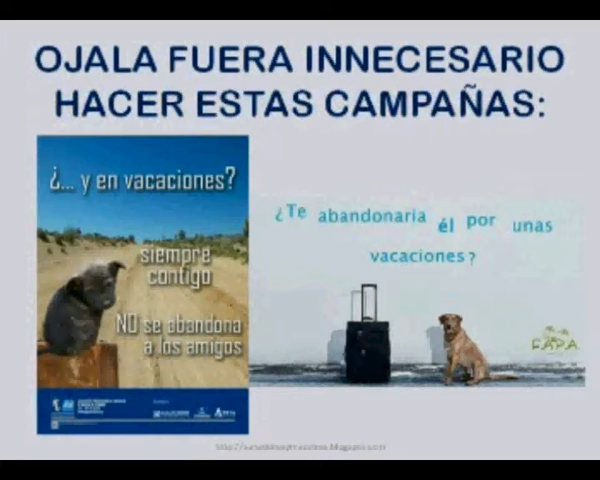 OJALA FUERA INNECESARIO
HACER ESTAS CAMPAÑAS:
¿... y en vacaciones?
siempre
contigo
NO se abandona
a los amigos
¿Te abandonaria él por unas
vacaciones?